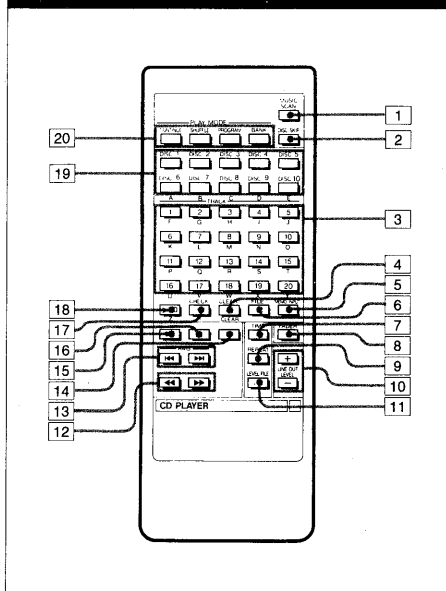 MUSIC
SCAN
PLAY MODE
CONTINUE SHUFFLE PROGRAM BANK DISC SKIP
DISC 1 DISC 2 DISC 3 DISC 4 DISC 5
DISC 6 DISC 7 DISC 8 DISC 9 DISC 10
TRACK
A B C D E
1 2 3 4 5
F G H I J
6 7 8 9 10
K L M N O
11 12 13 14 15
P Q R S T
16 17 18 19 20
U W Y
CHECK CLEAR FILE
CLEAR TIME FADER
REPEAT
+
LINE OUT
LEVEL
−
LEVEL FILE
CD PLAYER
20
19
18
17
16
15
14
13
12
1
2
3
4
5
6
7
8
9
10
11